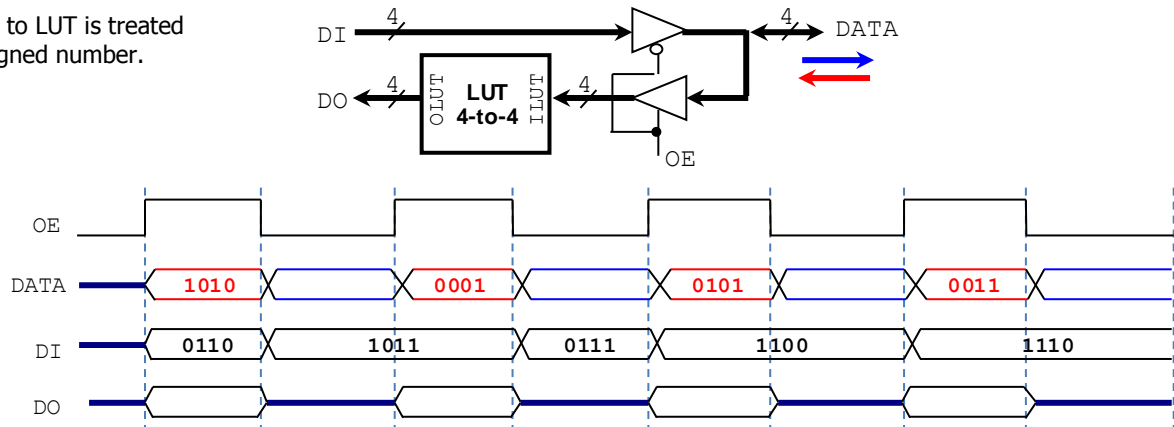 to LUT is treated
igned number.
DI
4
4
DATA
DO
4
OLUT
LUT
4-to-4
ILUT
4
OE
OE
DATA
1010
0001
0101
0011
DI
0110
1011
0111
1100
1110
DO